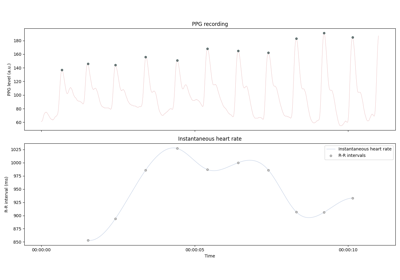 PPG recording
PPG level (a.u.)
180
160
140
120
100
80
60
Instantaneous heart rate
Instantaneous heart rate
R-R intervals
R-R interval (ms)
1025
1000
975
950
925
900
875
850
00:00:00
00:00:05
00:00:10
Time